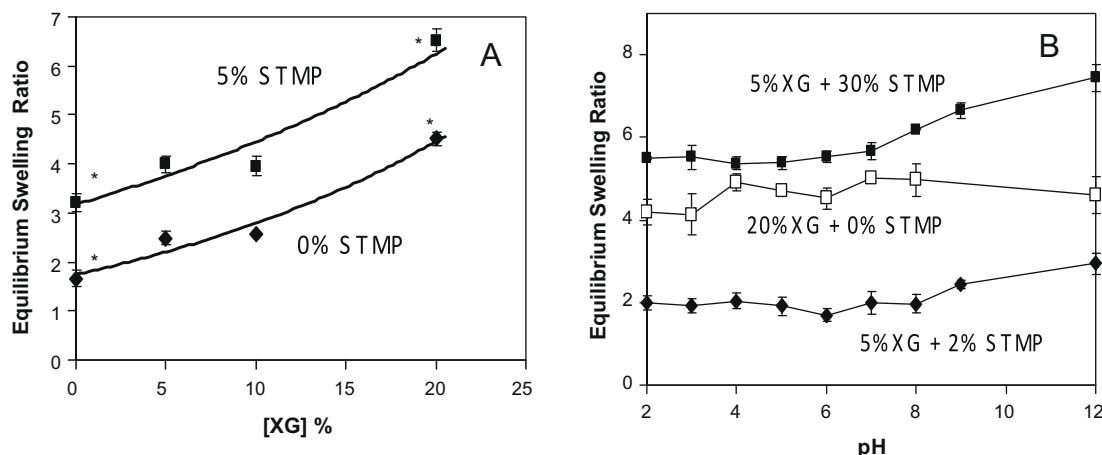 A
7
6
5
4
3
2
1
0
Equilibrium Swelling Ratio
5% STMP
0% STMP
*
*
*
*
0 5 10 15 20 25
[XG] %
B
8
6
4
2
0
Equilibrium Swelling Ratio
5%XG + 30% STMP
20%XG + 0% STMP
5%XG + 2% STMP
2 4 6 8 10 12
pH